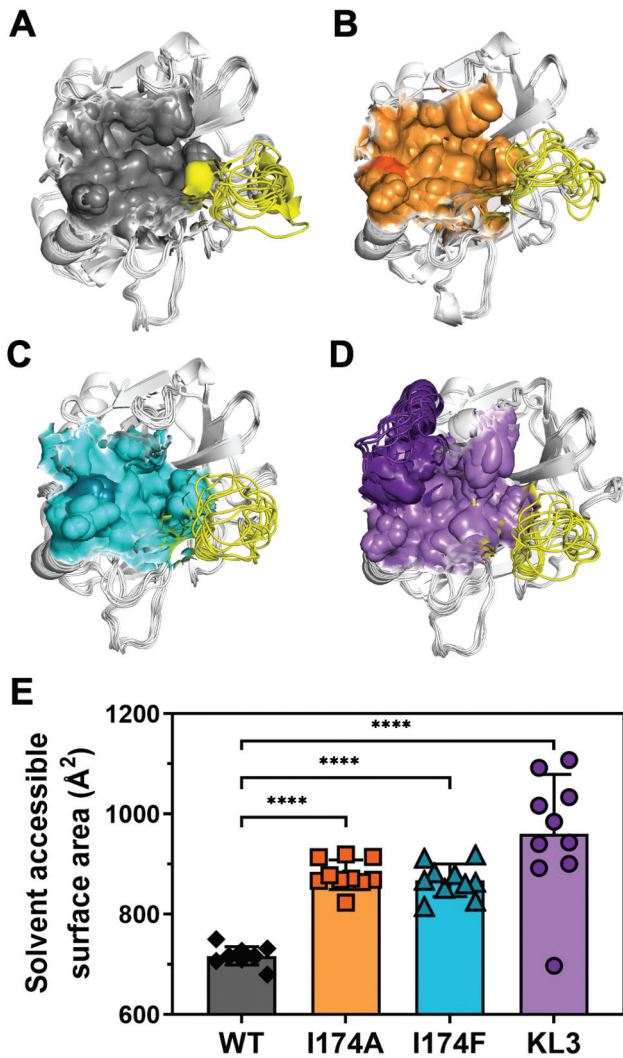 A
B
C
D
E
Solvent accessible
surface area (Å²)
1200
1000
800
600
****
****
****
WT
I174A
I174F
KL3